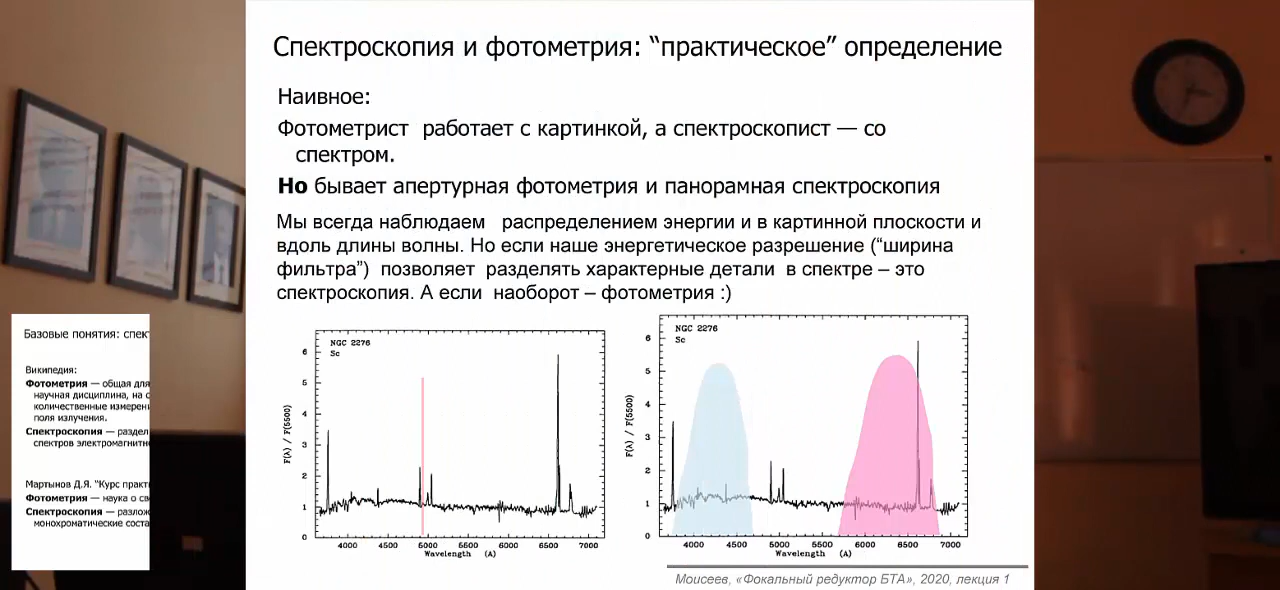 Спектроскопия и фотометрия: “практическое” определение
Наивное:
Фотометрист работает с картинкой, а спектроскопист — со
спектром.
Но бывает апертурная фотометрия и панорамная спектроскопия
Мы всегда наблюдаем распределением энергии и в картинной плоскости и
вдоль длины волны. Но если наше энергетическое разрешение (“ширина
фильтра”) позволяет разделять характерные детали в спектре – это
спектроскопия. А если наоборот – фотометрия :)
NGC 2276
Sc
F(λ) / F(5500)
6
5
4
3
2
1
0
4000 4500 5000 5500 6000 6500 7000
Wavelength (A)
NGC 2276
Sc
F(λ) / F(5500)
6
5
4
3
2
1
0
4000 4500 5000 5500 6000 6500 7000
Wavelength (A)
Моисеев, «Фокальный редуктор БТА», 2020, лекция 1
Базовые понятия: спек
Википедия:
Фотометрия — общая для
научная дисциплина, на
количественные измерен
поля излучения.
Спектроскопия — раздел
спектров электромагнитн
Мартынов Д.Я. “Курс практ
Фотометрия — наука о св
Спектроскопия — разлож
монохроматические соста